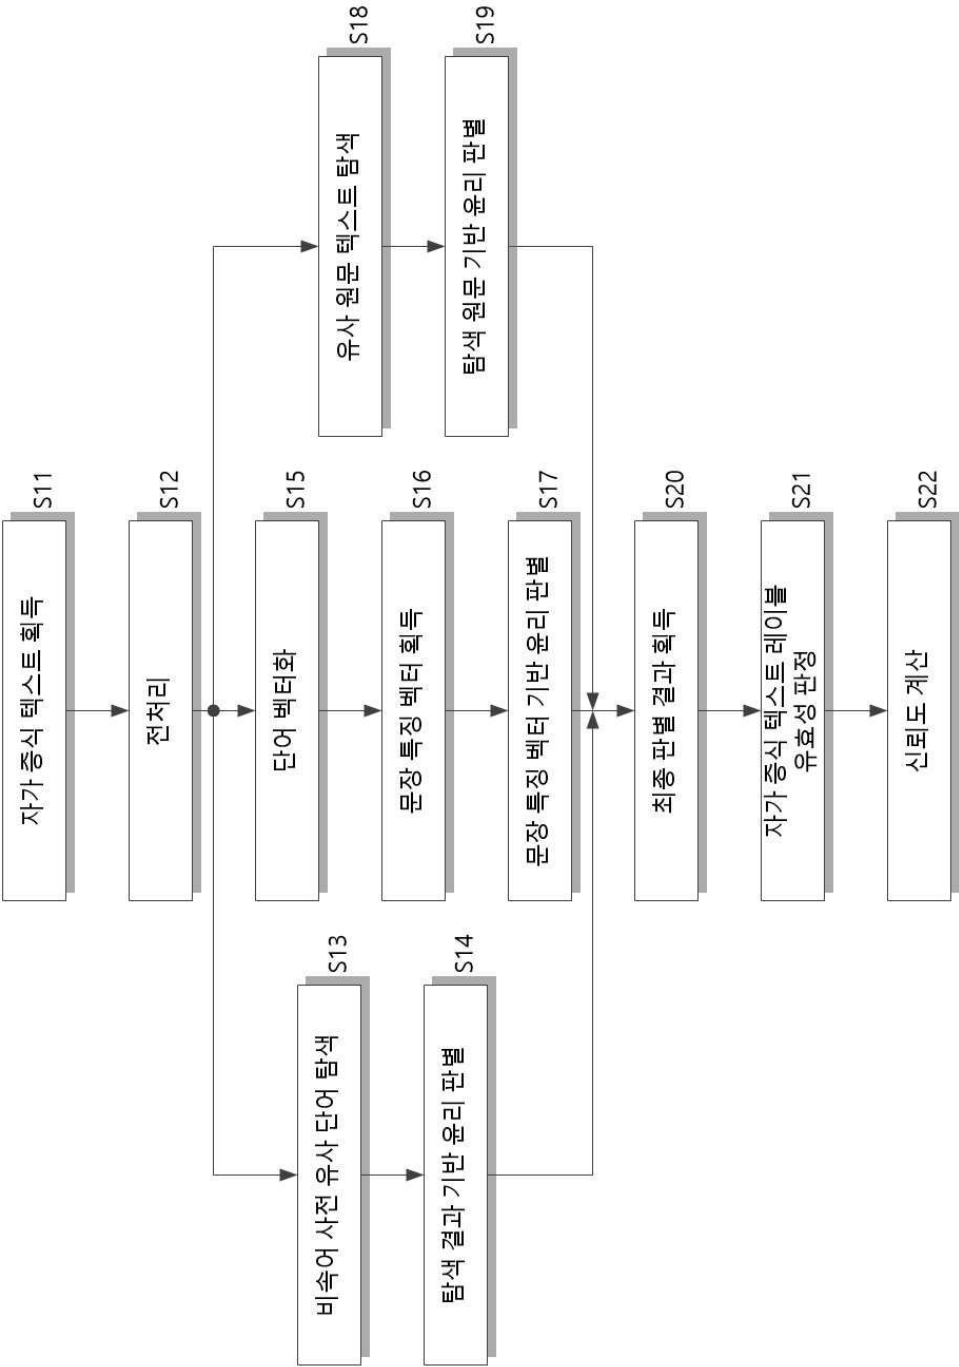 자가 증식 텍스트 획득
S11
전처리
S12
비속어 사전 유사 단어 탐색
S13
탐색 결과 기반 윤리 판별
S14
단어 벡터화
S15
문장 특징 벡터 획득
S16
문장 특징 벡터 기반 윤리 판별
S17
유사 원문 텍스트 탐색
S18
탐색 원문 기반 윤리 판별
S19
최종 판별 결과 획득
S20
자가 증식 텍스트 레이블
유효성 판정
S21
신뢰도 계산
S22